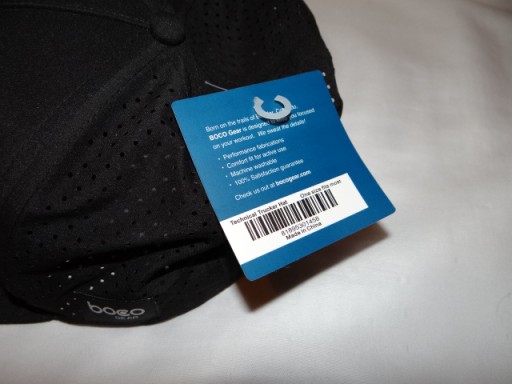 Born on the trails of
BOCO Gear is designed focused
on your workout. We sweat the details!
• Performance fabrications
• Comfort fit for active use
• Machine washable
• 100% Satisfaction guarantee
Check us out at bocogear.com
Technical Trucker Hat One size fits most
Made in China
boco
GEAR